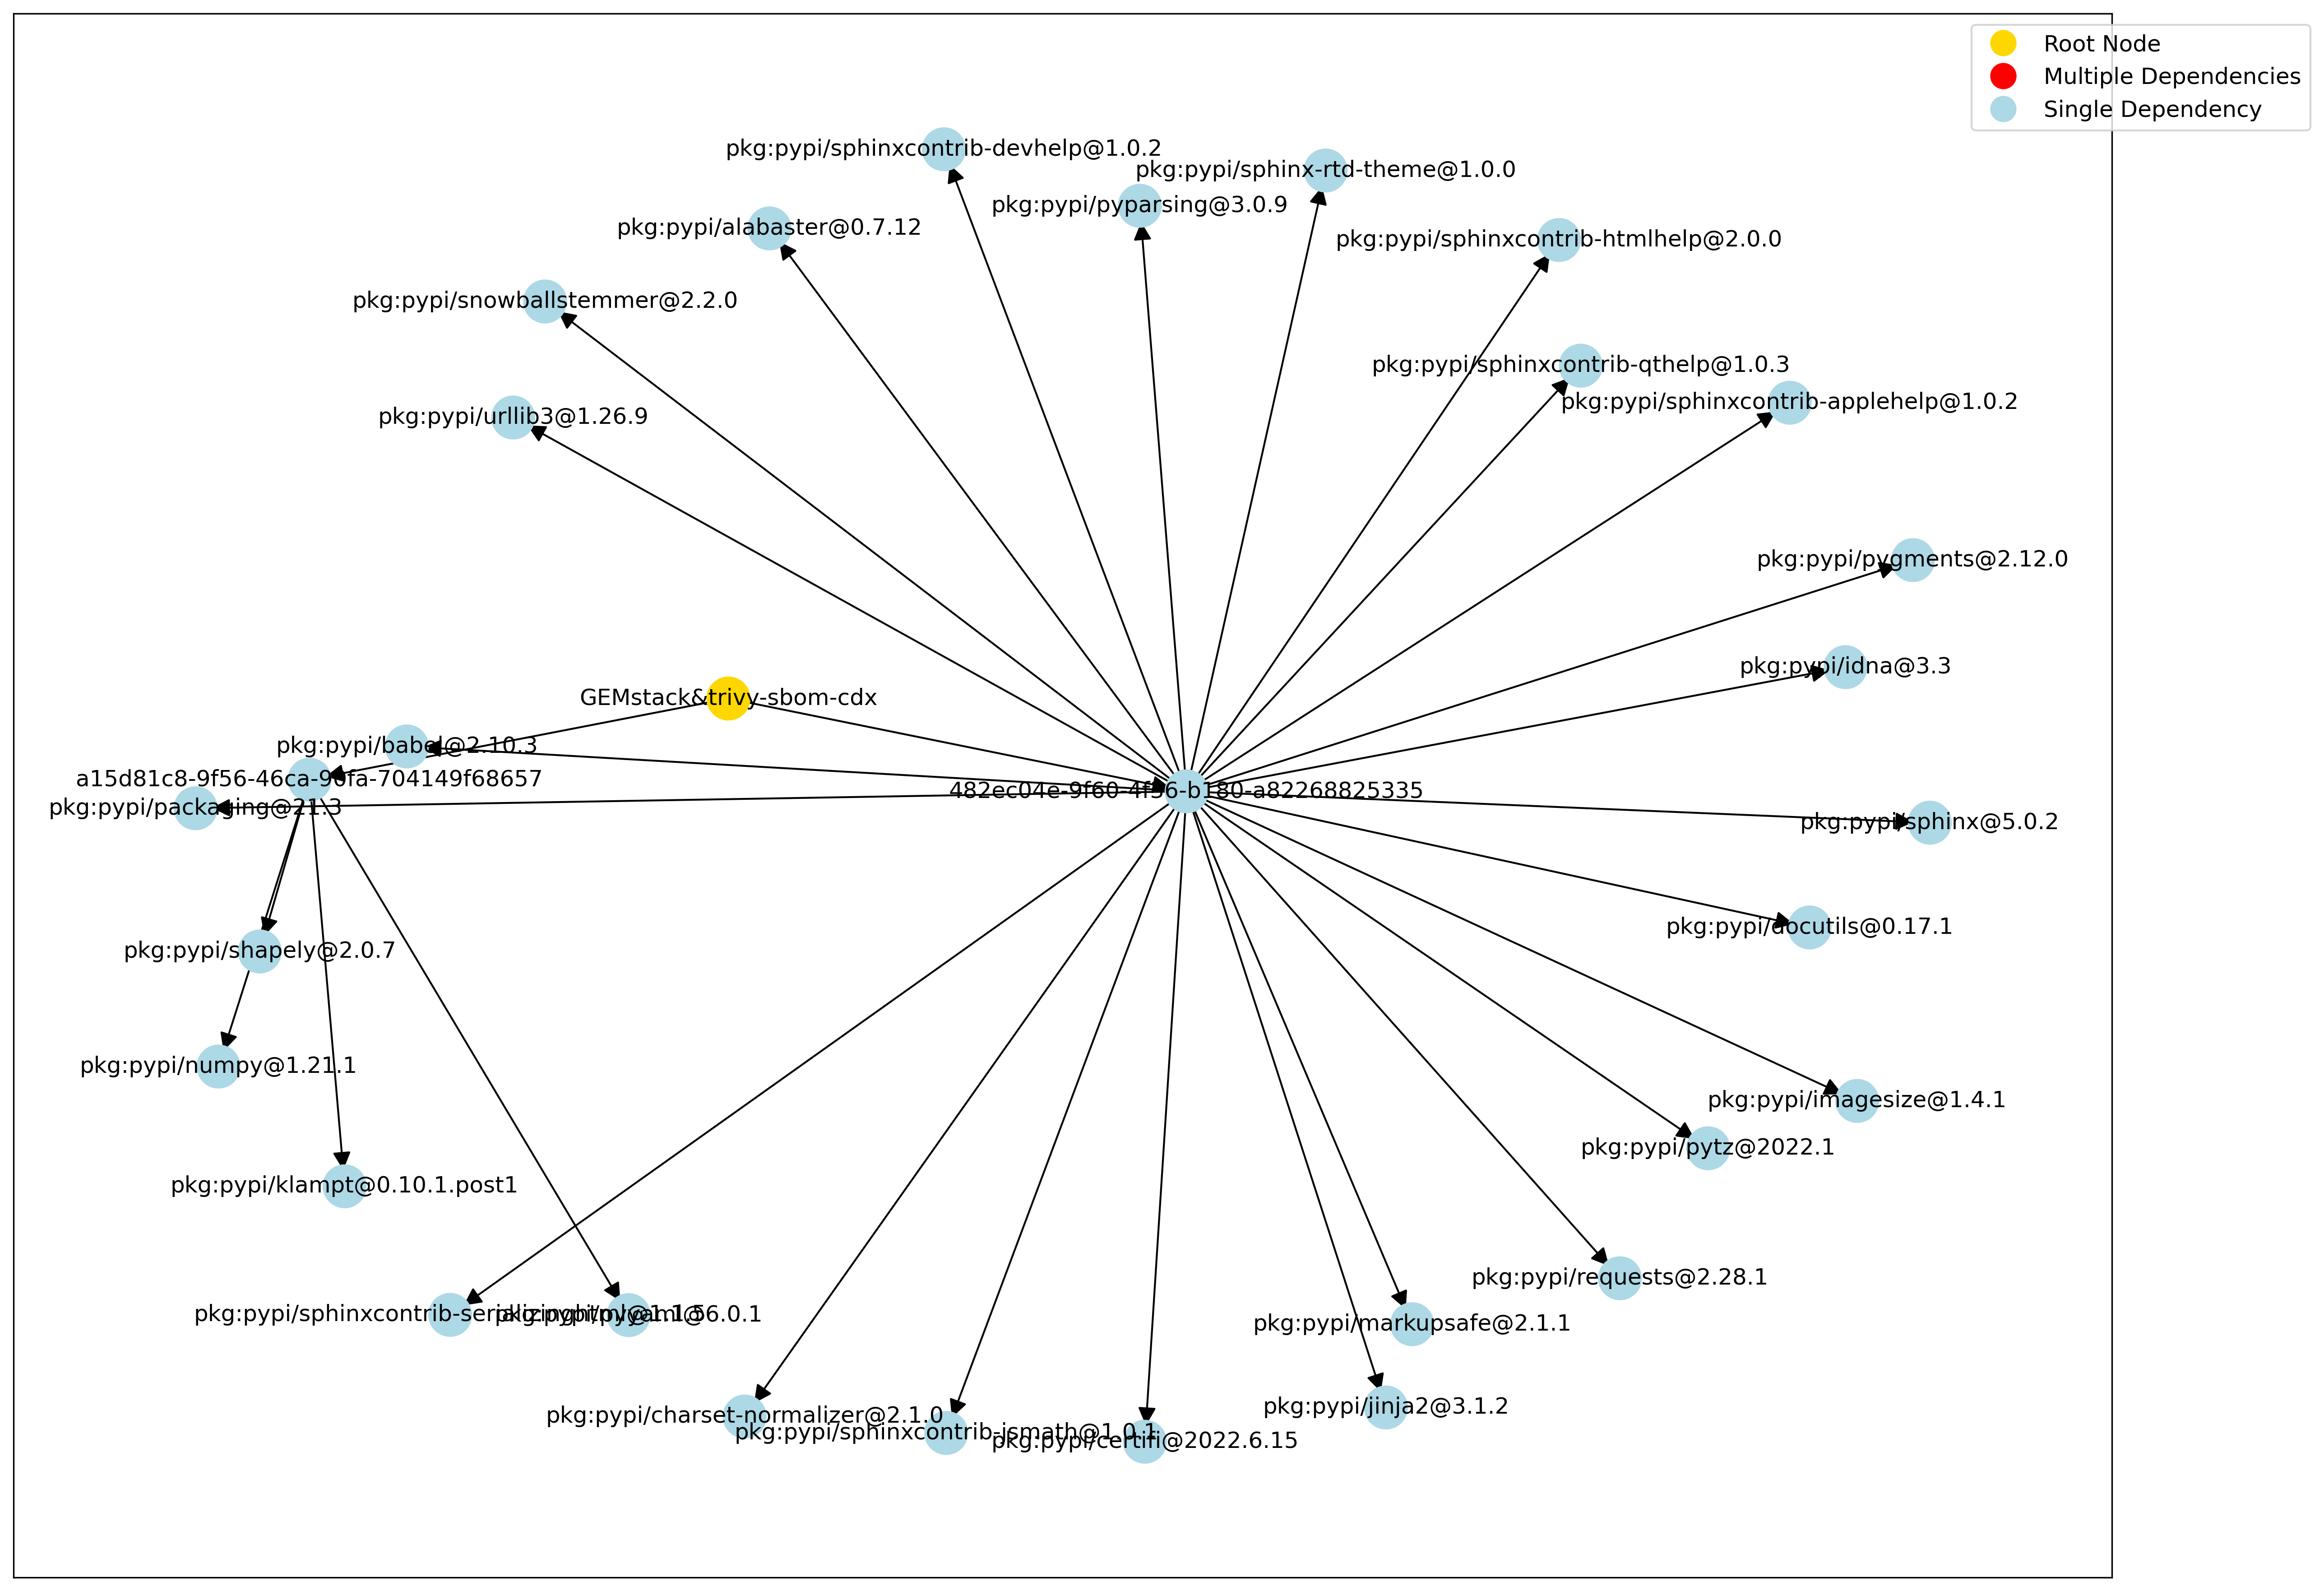 Root Node
Multiple Dependencies
Single Dependency
pkg:pypi/sphinxcontrib-devhelp@1.0.2
pkg:pypi/sphinx-rtd-theme@1.0.0
pkg:pypi/pyparsing@3.0.9
pkg:pypi/alabaster@0.7.12
pkg:pypi/sphinxcontrib-htmlhelp@2.0.0
pkg:pypi/snowballstemmer@2.2.0
pkg:pypi/sphinxcontrib-qthelp@1.0.3
pkg:pypi/sphinxcontrib-applehelp@1.0.2
pkg:pypi/urllib3@1.26.9
pkg:pypi/pygments@2.12.0
pkg:pypi/idna@3.3
GEMstack&trivy-sbom-cdx
pkg:pypi/babel@2.10.3
a15d81c8-9f56-46ca-90fa-704149f68657
482ec04e-9f60-4f56-b180-a82268825335
pkg:pypi/packaging@21.3
pkg:pypi/sphinx@5.0.2
pkg:pypi/docutils@0.17.1
pkg:pypi/shapely@2.0.7
pkg:pypi/numpy@1.21.1
pkg:pypi/imagesize@1.4.1
pkg:pypi/pytz@2022.1
pkg:pypi/klampt@0.10.1.post1
pkg:pypi/requests@2.28.1
pkg:pypi/sphinxcontrib-serializinghtml@1.1.5
pkg:pypi/pyyaml@6.0.1
pkg:pypi/markupsafe@2.1.1
pkg:pypi/jinja2@3.1.2
pkg:pypi/charset-normalizer@2.1.0
pkg:pypi/sphinxcontrib-jsmath@1.0.1
pkg:pypi/certifi@2022.6.15